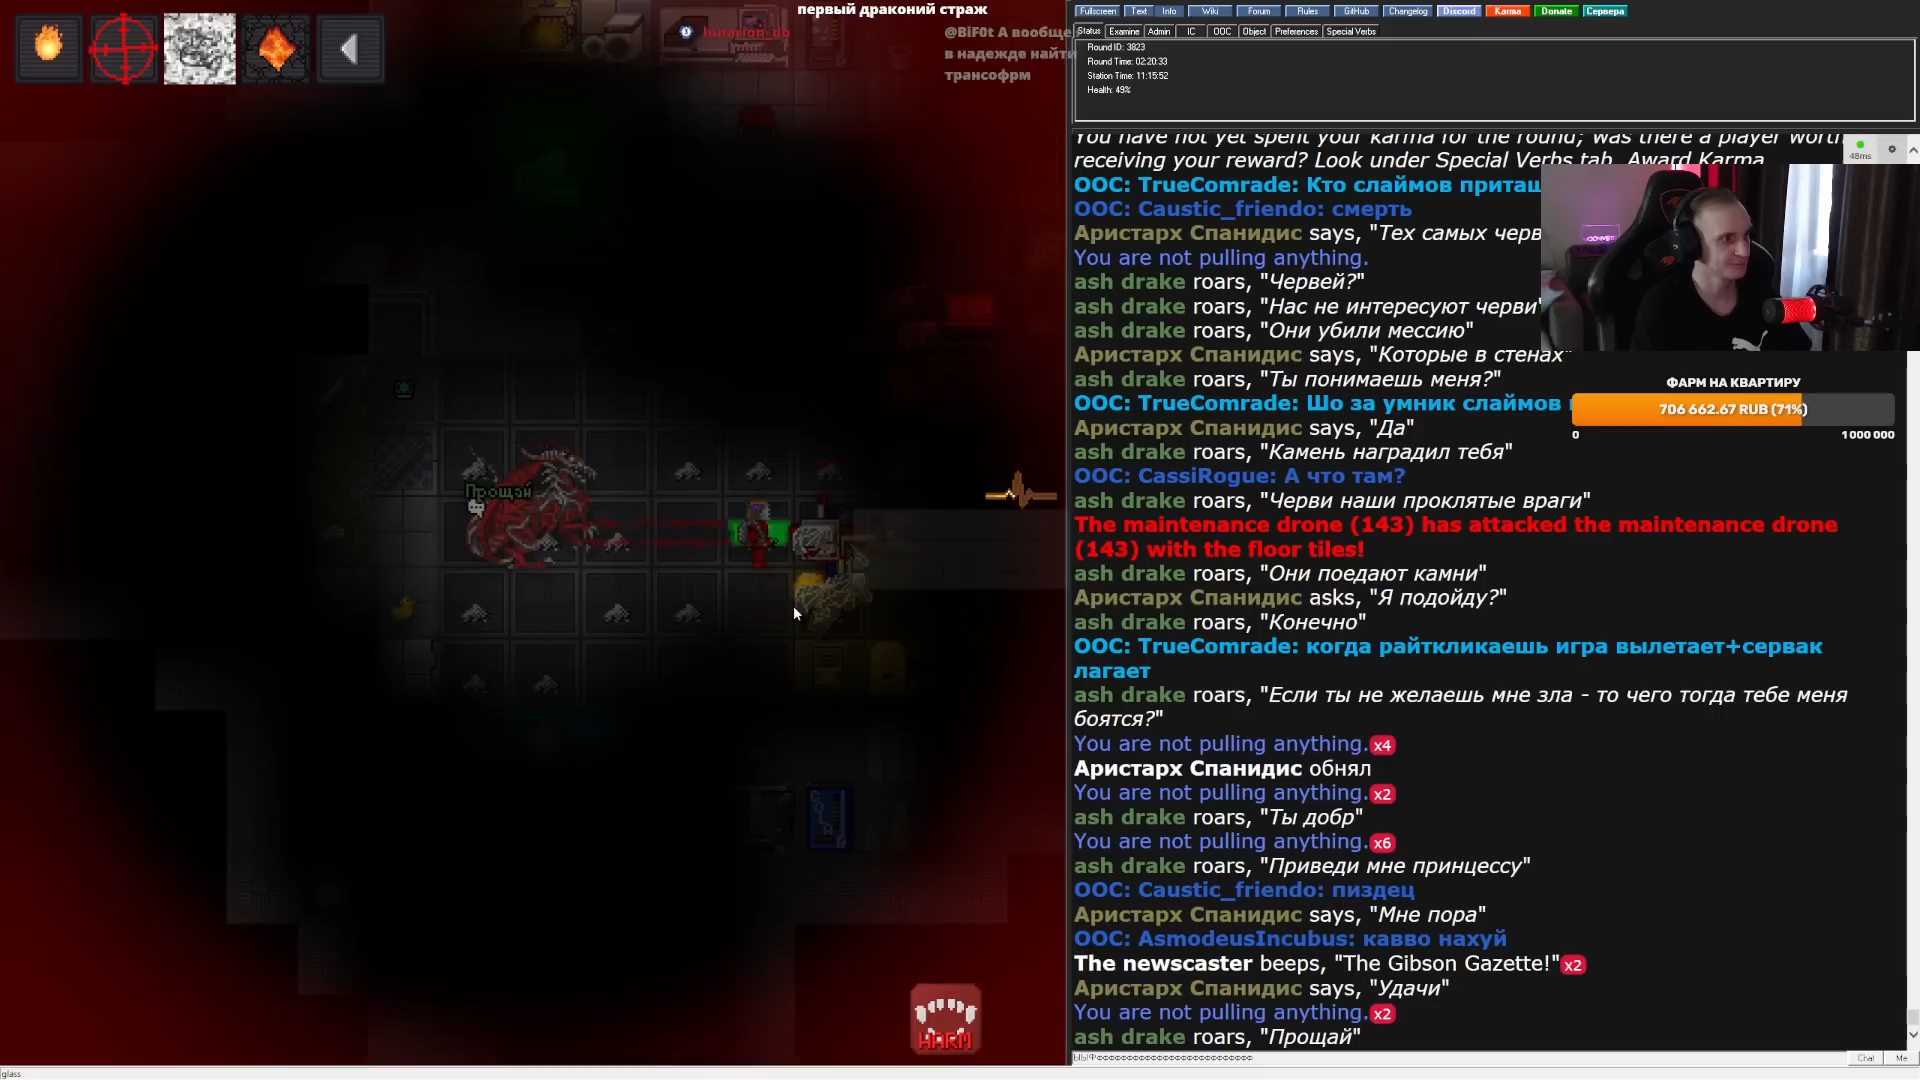 первый драконий страж
lunarion_do
@BiF0t А вообще
в надежде найти
трансофрм
Прощай
HARM
glass
Fullscreen Text Info Wiki Forum Rules GitHub Changelog Discord Karma Donate Сервера
Status Examine Admin IC OOC Object Preferences Special Verbs
Round ID: 3823
Round Time: 02:20:33
Station Time: 11:15:52
Health: 49%
48ms
You have not yet spent your karma for the round; was there a player worth
receiving your reward? Look under Special Verbs tab, Award Karma
OOC: TrueComrade: Кто слаймов приташ
OOC: Caustic_friendo: смерть
Аристарх Спанидис says, "Тех самых черв
You are not pulling anything.
ash drake roars, "Червей?"
ash drake roars, "Нас не интересуют черви"
ash drake roars, "Они убили мессию"
Аристарх Спанидис says, "Которые в стенах"
ash drake roars, "Ты понимаешь меня?"
OOC: TrueComrade: Шо за умник слаймов
Аристарх Спанидис says, "Да"
ash drake roars, "Камень наградил тебя"
OOC: CassiRogue: А что там?
ash drake roars, "Черви наши проклятые враги"
The maintenance drone (143) has attacked the maintenance drone
(143) with the floor tiles!
ash drake roars, "Они поедают камни"
Аристарх Спанидис asks, "Я подойду?"
ash drake roars, "Конечно"
OOC: TrueComrade: когда райткликаешь игра вылетает+сервак
лагает
ash drake roars, "Если ты не желаешь мне зла - то чего тогда тебе меня
боятся?"
You are not pulling anything. x4
Аристарх Спанидис обнял
You are not pulling anything. x2
ash drake roars, "Ты добр"
You are not pulling anything. x6
ash drake roars, "Приведи мне принцессу"
OOC: Caustic_friendo: пиздец
Аристарх Спанидис says, "Мне пора"
OOC: AsmodeusIncubus: кавво нахуй
The newscaster beeps, "The Gibson Gazette!" x2
Аристарх Спанидис says, "Удачи"
You are not pulling anything. x2
ash drake roars, "Прощай"
Chat Me
ФАРМ НА КВАРТИРУ
706 662.67 RUB (71%)
0 1 000 000